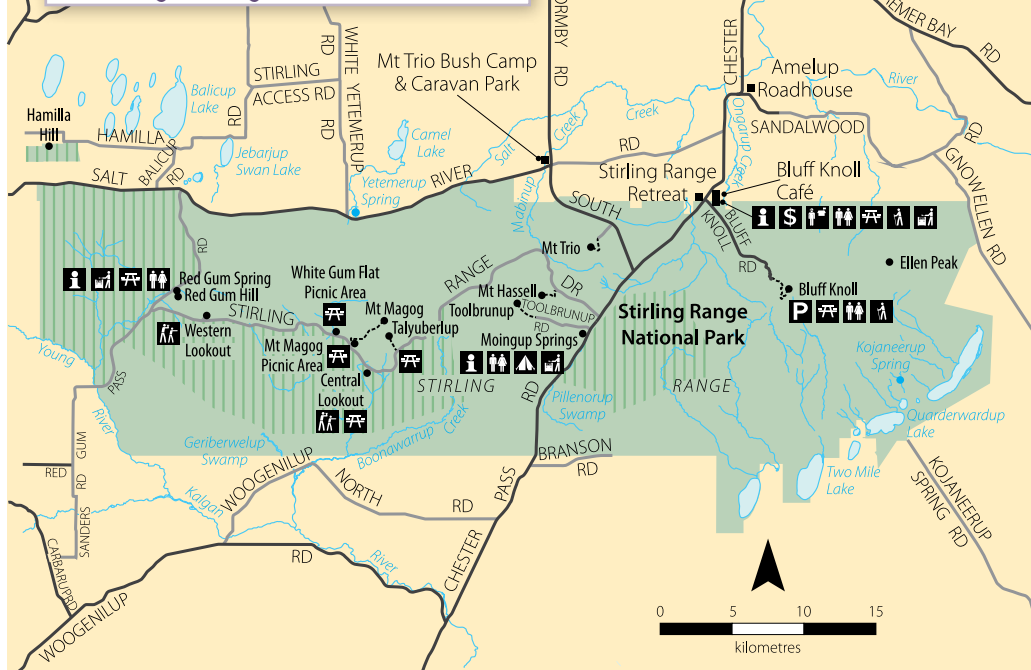 ORMBY RD
CHESTER
HEMER BAY RD
WHITE YETEMERUP RD
STIRLING
ACCESS RD
RD
Mt Trio Bush Camp
& Caravan Park
Amelup
Roadhouse
River
Balicup
Lake
Hamilla
Hill
HAMILLA
RD
BALICUP
RD
Jebarjup
Swan Lake
Camel
Lake
Salt
Creek
Creek
Ongarup Creek
SANDALWOOD
RD
GNOWELLEN RD
SALT
RIVER
RD
Yetemerup
Spring
Mabinup
Stirling Range
Retreat
Bluff Knoll
Café
SOUTH
KNOLL
BLUFF
i $
RD
Mt Trio
Ellen Peak
RD
Red Gum Spring
Red Gum Hill
i
White Gum Flat
Picnic Area
RANGE
DR
Mt Hassell
Toolbrunup
TOOLBRUNUP
RD
Bluff Knoll
P
Mt Magog
Talyuberlup
STIRLING
Western
Lookout
Mt Magog
Picnic Area
Moingup Springs
i
Stirling Range
National Park
Central
Lookout
STIRLING
RANGE
Kojaneerup
Spring
Young
River
PASS
RD
Pillenorup
Swamp
Quarderwardup
Lake
Geriberwelup
Swamp
Boonawarrup Creek
BRANSON
RD
Two Mile
Lake
RED
GUM
RD
SANDERS
Kalgan
River
WOOGENILUP
NORTH
RD
PASS
CHESTER
KOJANEERUP
SPRING RD
CARBARUP RD
WOOGENILUP
RD
0 5 10 15
kilometres